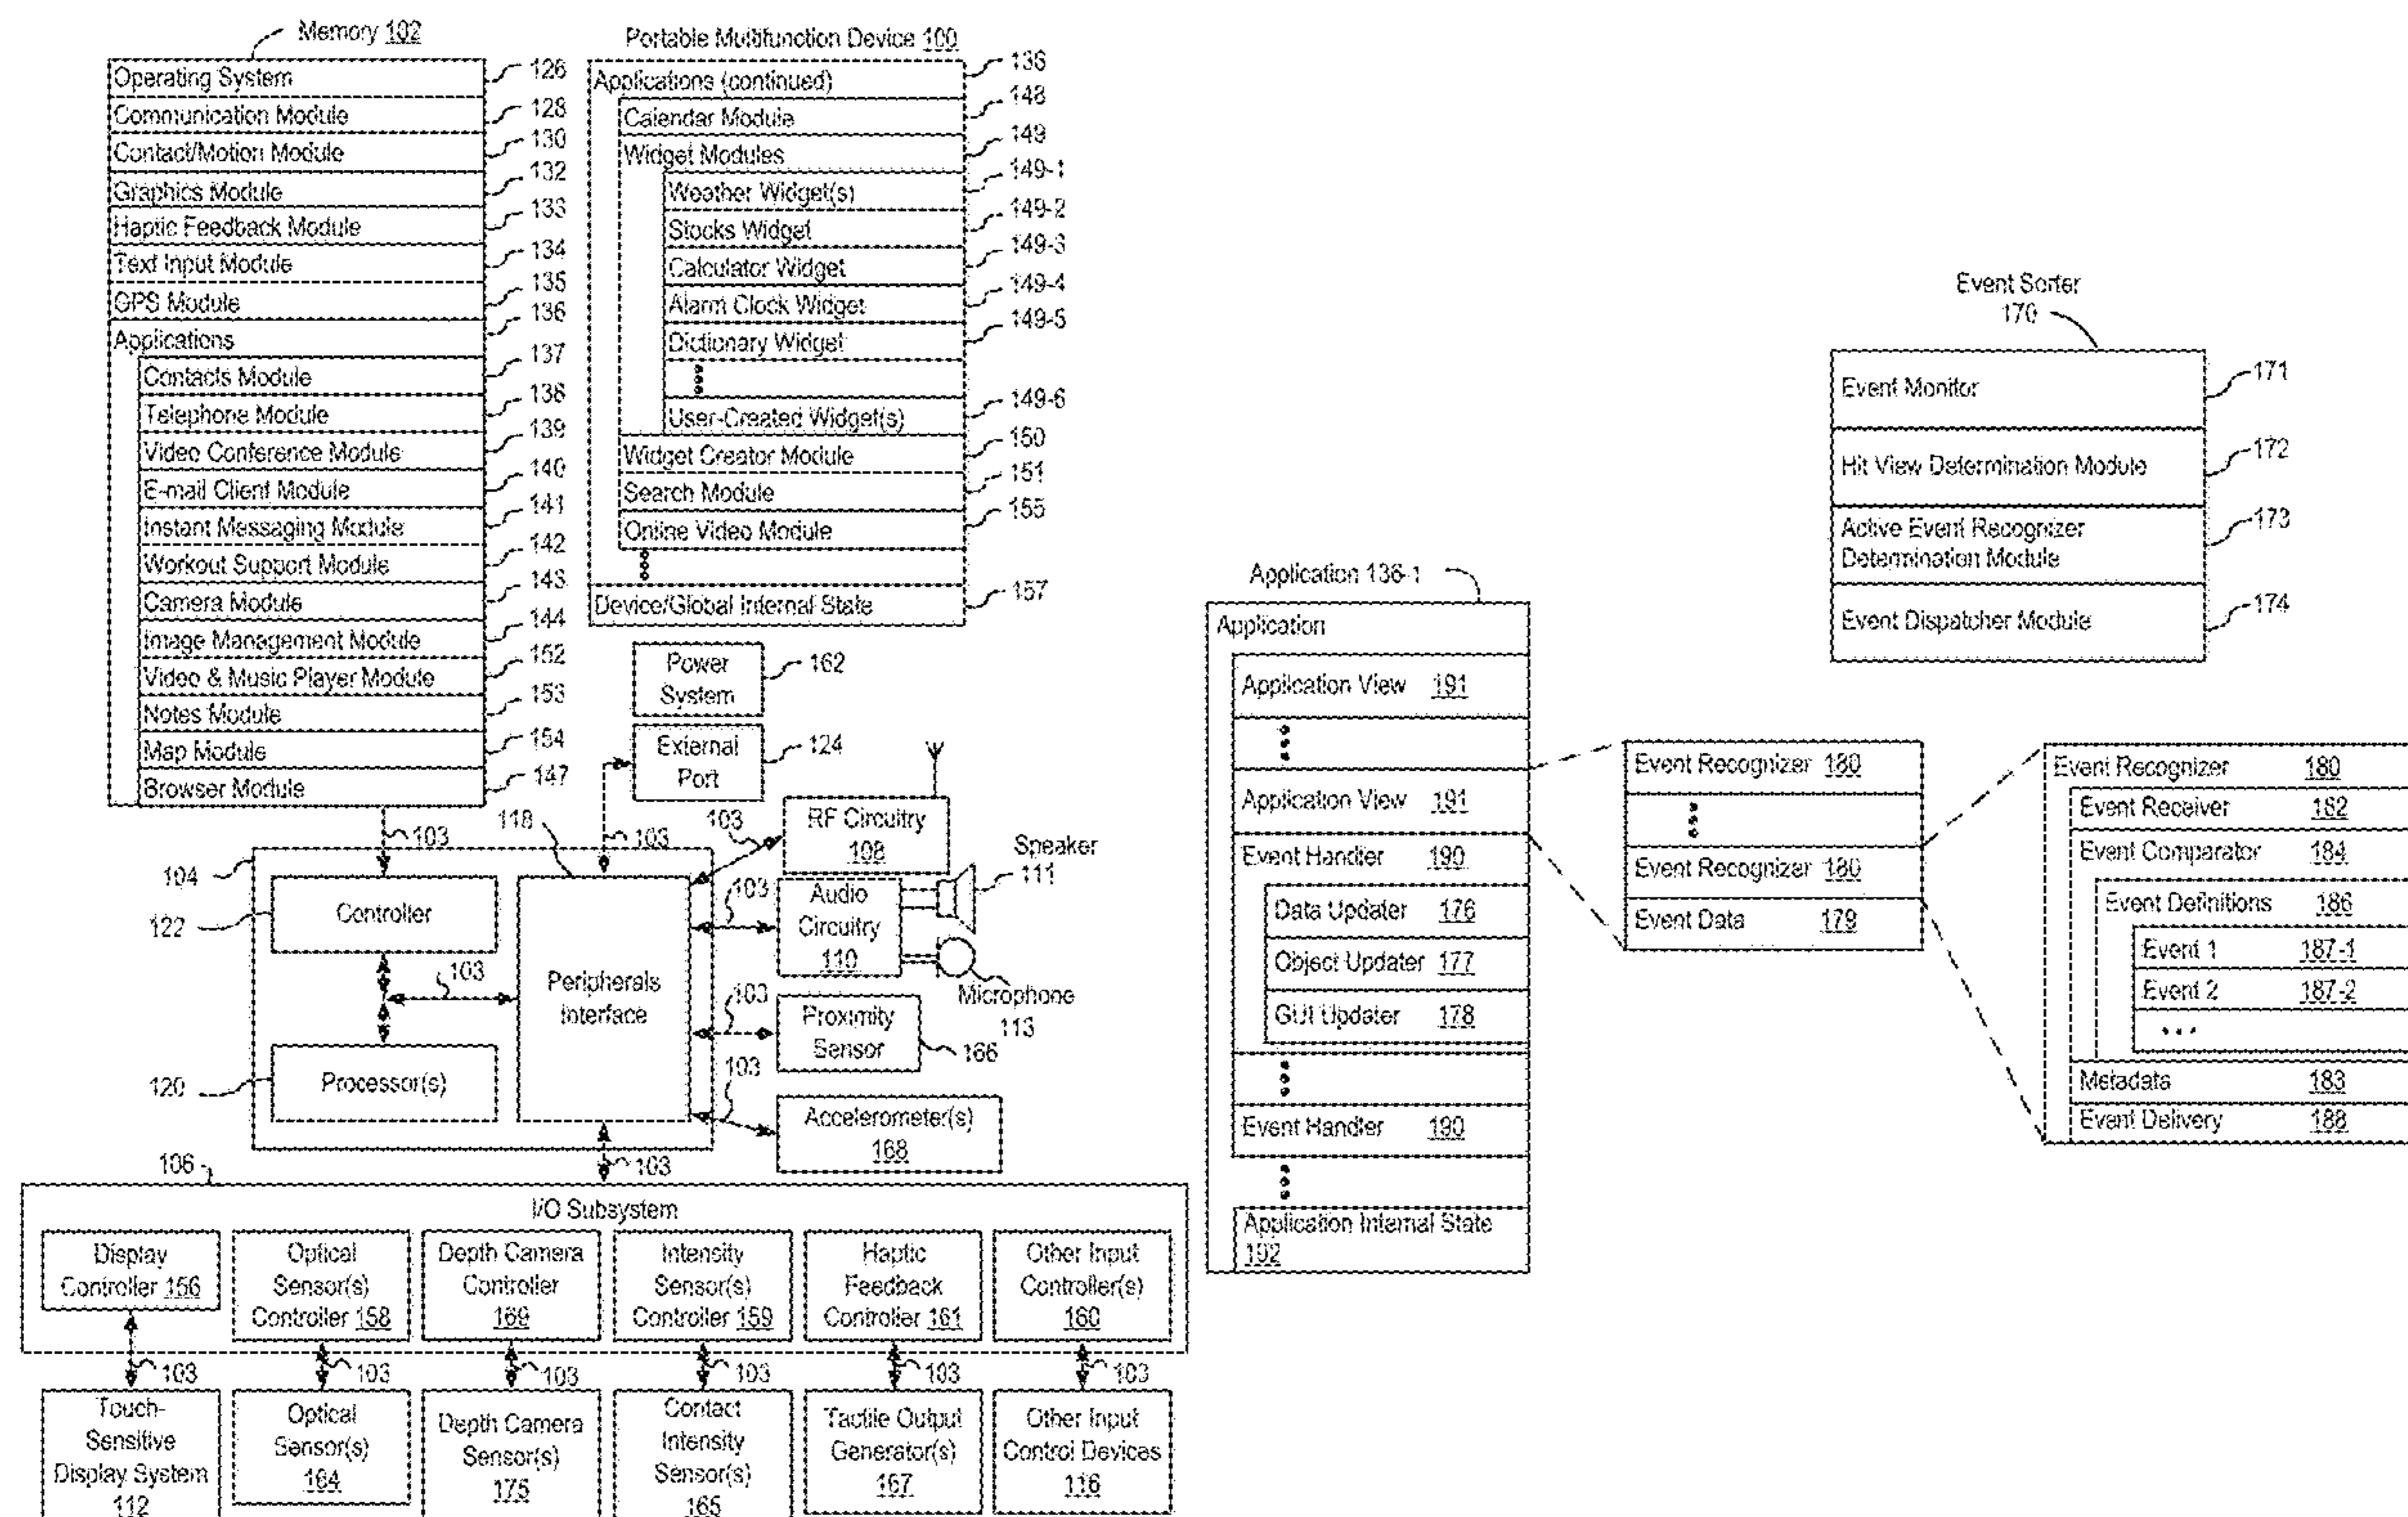 Memory 102
Operating System 126
Communication Module 128
Contact/Motion Module 130
Graphics Module 132
Haptic Feedback Module 133
Text Input Module 134
GPS Module 135
Applications 136
Contacts Module 137
Telephone Module 138
Video Conference Module 139
E-mail Client Module 140
Instant Messaging Module 141
Workout Support Module 142
Camera Module 143
Image Management Module 144
Video & Music Player Module 152
Notes Module 153
Map Module 154
Browser Module 147
Portable Multifunction Device 100
Applications (continued) 136
Calendar Module 148
Widget Modules 149
Weather Widget(s) 149-1
Stocks Widget 149-2
Calculator Widget 149-3
Alarm Clock Widget 149-4
Dictionary Widget 149-5
User-Created Widget(s) 149-6
Widget Creator Module 150
Search Module 151
Online Video Module 155
Device/Global Internal State 157
Power
System
162
External
Port
124
103
118
103
103
RF Circuitry
108
Speaker
111
104
122
Controller
103
Audio
Circuitry
110
103
Peripherals
Interface
Microphone
113
103
Proximity
Sensor
166
120
Processor(s)
103
Accelerometer(s)
168
106
103
I/O Subsystem
Display
Controller 156
Optical
Sensor(s)
Controller 158
Depth Camera
Controller
169
Intensity
Sensor(s)
Controller 159
Haptic
Feedback
Controller 161
Other Input
Controller(s)
160
103
103
103
103
103
103
Touch-
Sensitive
Display System
112
Optical
Sensor(s)
164
Depth Camera
Sensor(s)
175
Contact
Intensity
Sensor(s)
165
Tactile Output
Generator(s)
167
Other Input
Control Devices
116
Application 136-1
Application
Application View 191
Application View 191
Event Handler 190
Data Updater 176
Object Updater 177
GUI Updater 178
Event Handler 190
Application Internal State
192
Event Sorter
170
Event Monitor 171
Hit View Determination Module 172
Active Event Recognizer
Determination Module
173
Event Dispatcher Module 174
Event Recognizer 180
Event Recognizer 180
Event Data 179
Event Recognizer 180
Event Receiver 182
Event Comparator 184
Event Definitions 186
Event 1 187-1
Event 2 187-2
...
Metadata 183
Event Delivery 188